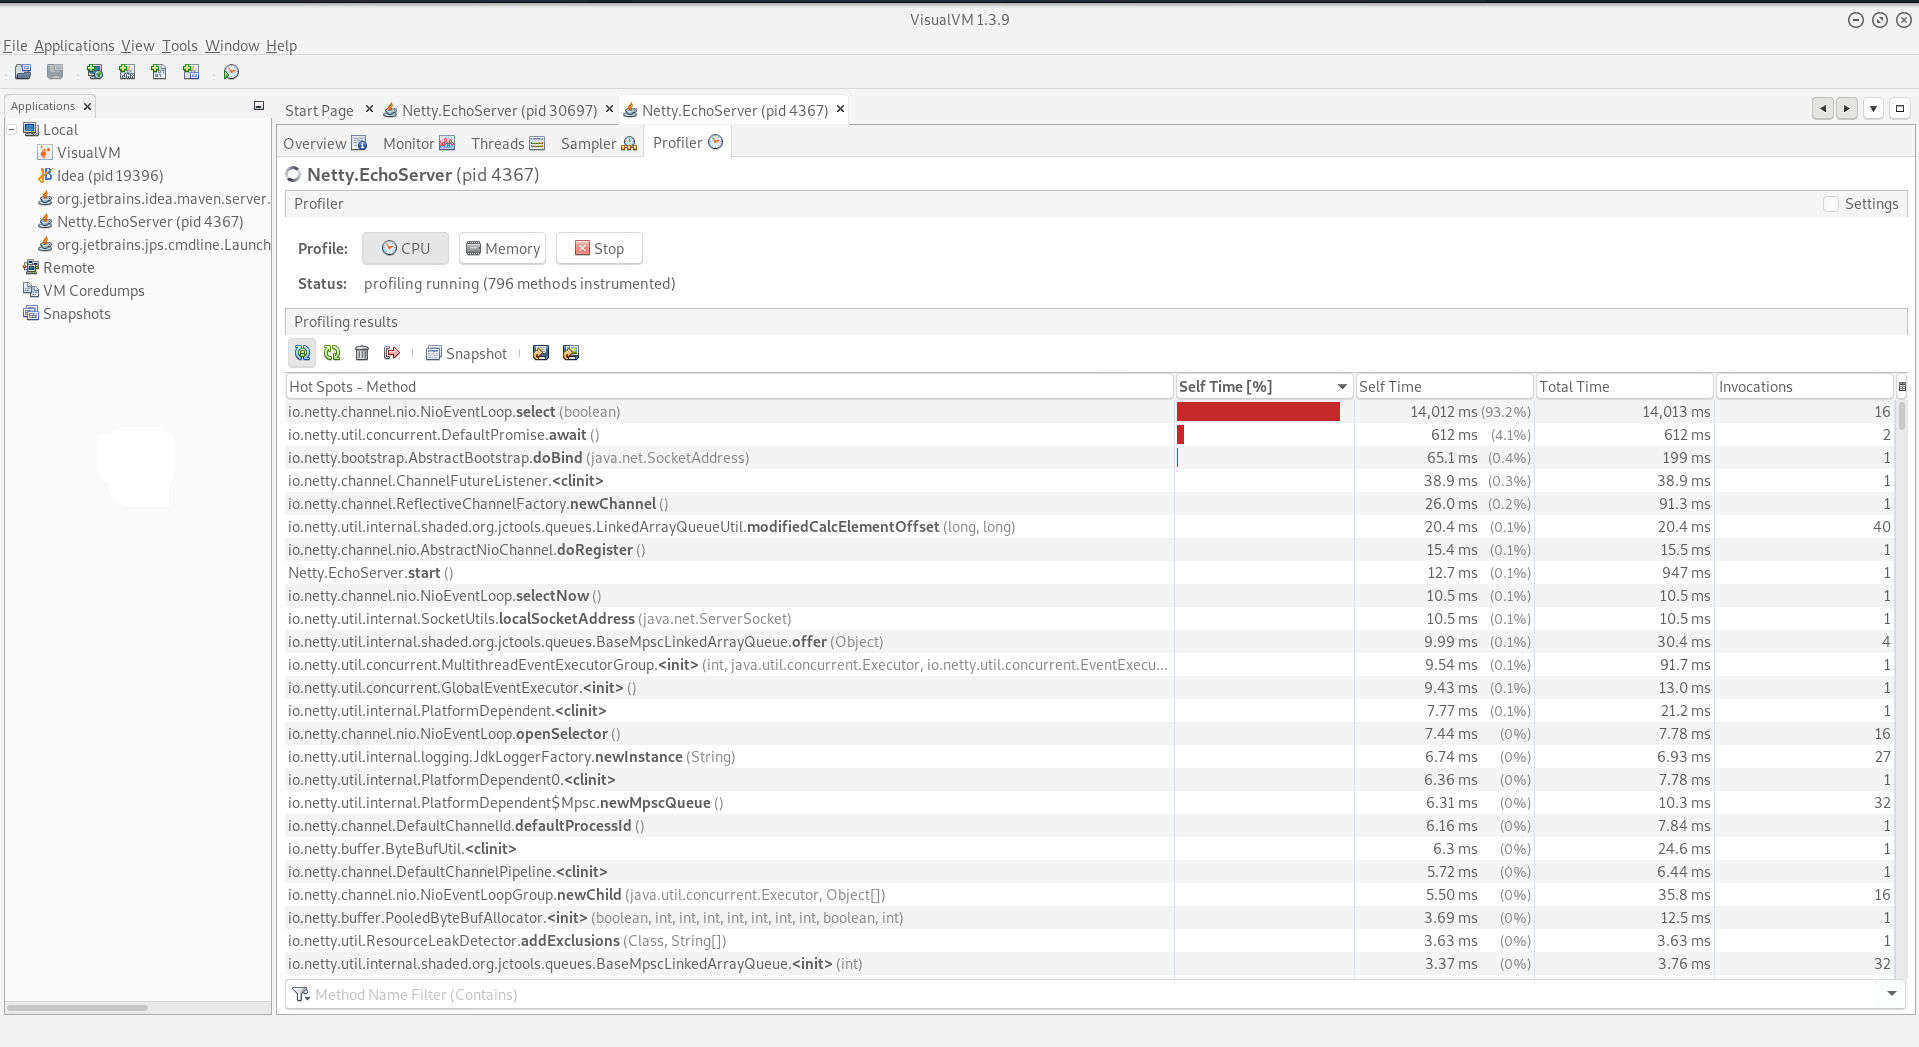 VisualVM 1.3.9
File Applications View Tools Window Help
Applications
Local
VisualVM
Idea (pid 19396)
org.jetbrains.idea.maven.server.
Netty.EchoServer (pid 4367)
org.jetbrains.jps.cmdline.Launch
Remote
VM Coredumps
Snapshots
Start Page Netty.EchoServer (pid 30697) Netty.EchoServer (pid 4367)
Overview Monitor Threads Sampler Profiler
Netty.EchoServer (pid 4367)
Profiler Settings
Profile: CPU Memory Stop
Status: profiling running (796 methods instrumented)
Profiling results
Snapshot
Hot Spots - Method Self Time [%] Self Time Total Time Invocations
io.netty.channel.nio.NioEventLoop.select (boolean) 14,012 ms (93.2%) 14,013 ms 16
io.netty.util.concurrent.DefaultPromise.await () 612 ms (4.1%) 612 ms 2
io.netty.bootstrap.AbstractBootstrap.doBind (java.net.SocketAddress) 65.1 ms (0.4%) 199 ms 1
io.netty.channel.ChannelFutureListener.<clinit> 38.9 ms (0.3%) 38.9 ms 1
io.netty.channel.ReflectiveChannelFactory.newChannel () 26.0 ms (0.2%) 91.3 ms 1
io.netty.util.internal.shaded.org.jctools.queues.LinkedArrayQueueUtil.modifiedCalcElementOffset (long, long) 20.4 ms (0.1%) 20.4 ms 40
io.netty.channel.nio.AbstractNioChannel.doRegister () 15.4 ms (0.1%) 15.5 ms 1
Netty.EchoServer.start () 12.7 ms (0.1%) 947 ms 1
io.netty.channel.nio.NioEventLoop.selectNow () 10.5 ms (0.1%) 10.5 ms 1
io.netty.util.internal.SocketUtils.localSocketAddress (java.net.ServerSocket) 10.5 ms (0.1%) 10.5 ms 1
io.netty.util.internal.shaded.org.jctools.queues.BaseMpscLinkedArrayQueue.offer (Object) 9.99 ms (0.1%) 30.4 ms 4
io.netty.util.concurrent.MultithreadEventExecutorGroup.<init> (int, java.util.concurrent.Executor, io.netty.util.concurrent.EventExecu... 9.54 ms (0.1%) 91.7 ms 1
io.netty.util.concurrent.GlobalEventExecutor.<init> () 9.43 ms (0.1%) 13.0 ms 1
io.netty.util.internal.PlatformDependent.<clinit> 7.77 ms (0.1%) 21.2 ms 1
io.netty.channel.nio.NioEventLoop.openSelector () 7.44 ms (0%) 7.78 ms 16
io.netty.util.internal.logging.JdkLoggerFactory.newInstance (String) 6.74 ms (0%) 6.93 ms 27
io.netty.util.internal.PlatformDependent0.<clinit> 6.36 ms (0%) 7.78 ms 1
io.netty.util.internal.PlatformDependent$Mpsc.newMpscQueue () 6.31 ms (0%) 10.3 ms 32
io.netty.channel.DefaultChannelId.defaultProcessId () 6.16 ms (0%) 7.84 ms 1
io.netty.buffer.ByteBufUtil.<clinit> 6.3 ms (0%) 24.6 ms 1
io.netty.channel.DefaultChannelPipeline.<clinit> 5.72 ms (0%) 6.44 ms 1
io.netty.channel.nio.NioEventLoopGroup.newChild (java.util.concurrent.Executor, Object[]) 5.50 ms (0%) 35.8 ms 16
io.netty.buffer.PooledByteBufAllocator.<init> (boolean, int, int, int, int, int, int, int, boolean, int) 3.69 ms (0%) 12.5 ms 1
io.netty.util.ResourceLeakDetector.addExclusions (Class, String[]) 3.63 ms (0%) 3.63 ms 1
io.netty.util.internal.shaded.org.jctools.queues.BaseMpscLinkedArrayQueue.<init> (int) 3.37 ms (0%) 3.76 ms 32
Method Name Filter (Contains)